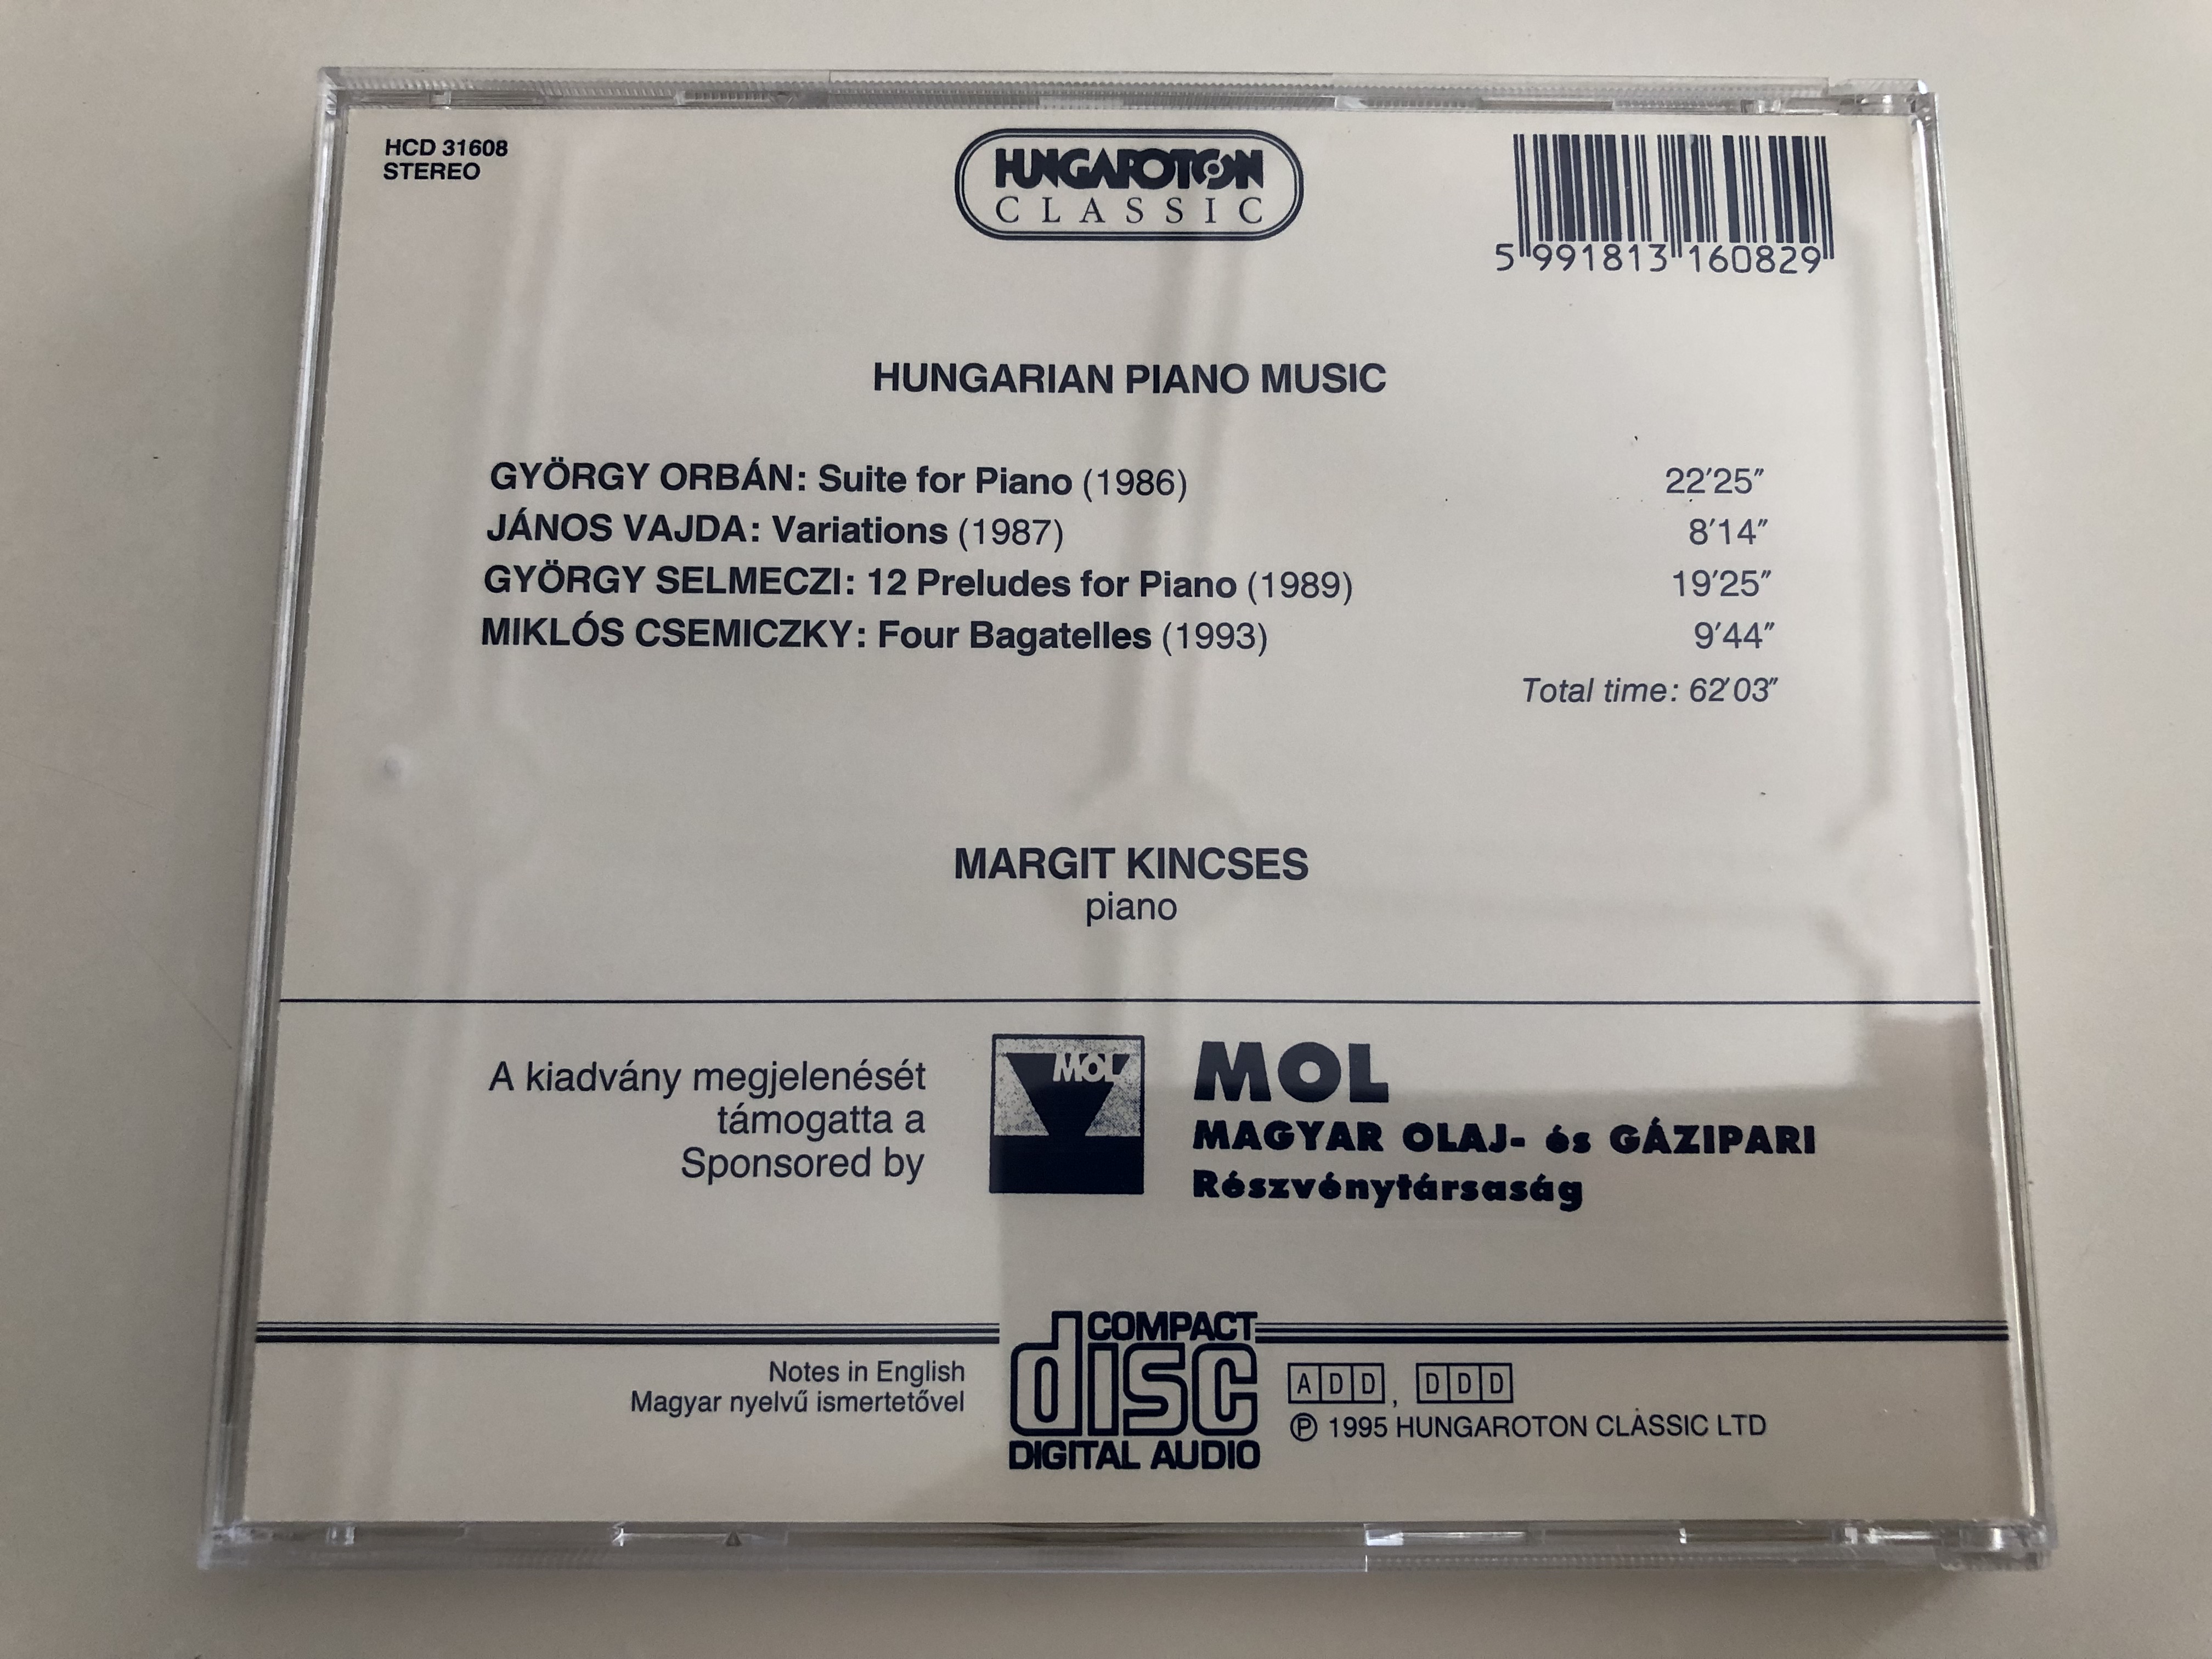 HCD 31608
STEREO
HUNGAROTON
CLASSIC
5 991813 160829
HUNGARIAN PIANO MUSIC
GYÖRGY ORBÁN: Suite for Piano (1986) 22′25″
JÁNOS VAJDA: Variations (1987) 8′14″
GYÖRGY SELMECZI: 12 Preludes for Piano (1989) 19′25″
MIKLÓS CSEMICZKY: Four Bagatelles (1993) 9′44″
Total time: 62′03″
MARGIT KINCSES
piano
A kiadvány megjelenését
támogatta a
Sponsored by
MOL
MOL
MAGYAR OLAJ- és GÁZIPARI
Részvénytársaság
Notes in English
Magyar nyelvű ismertetővel
COMPACT
disc
DIGITAL AUDIO
ADD, DDD
℗ 1995 HUNGAROTON CLASSIC LTD